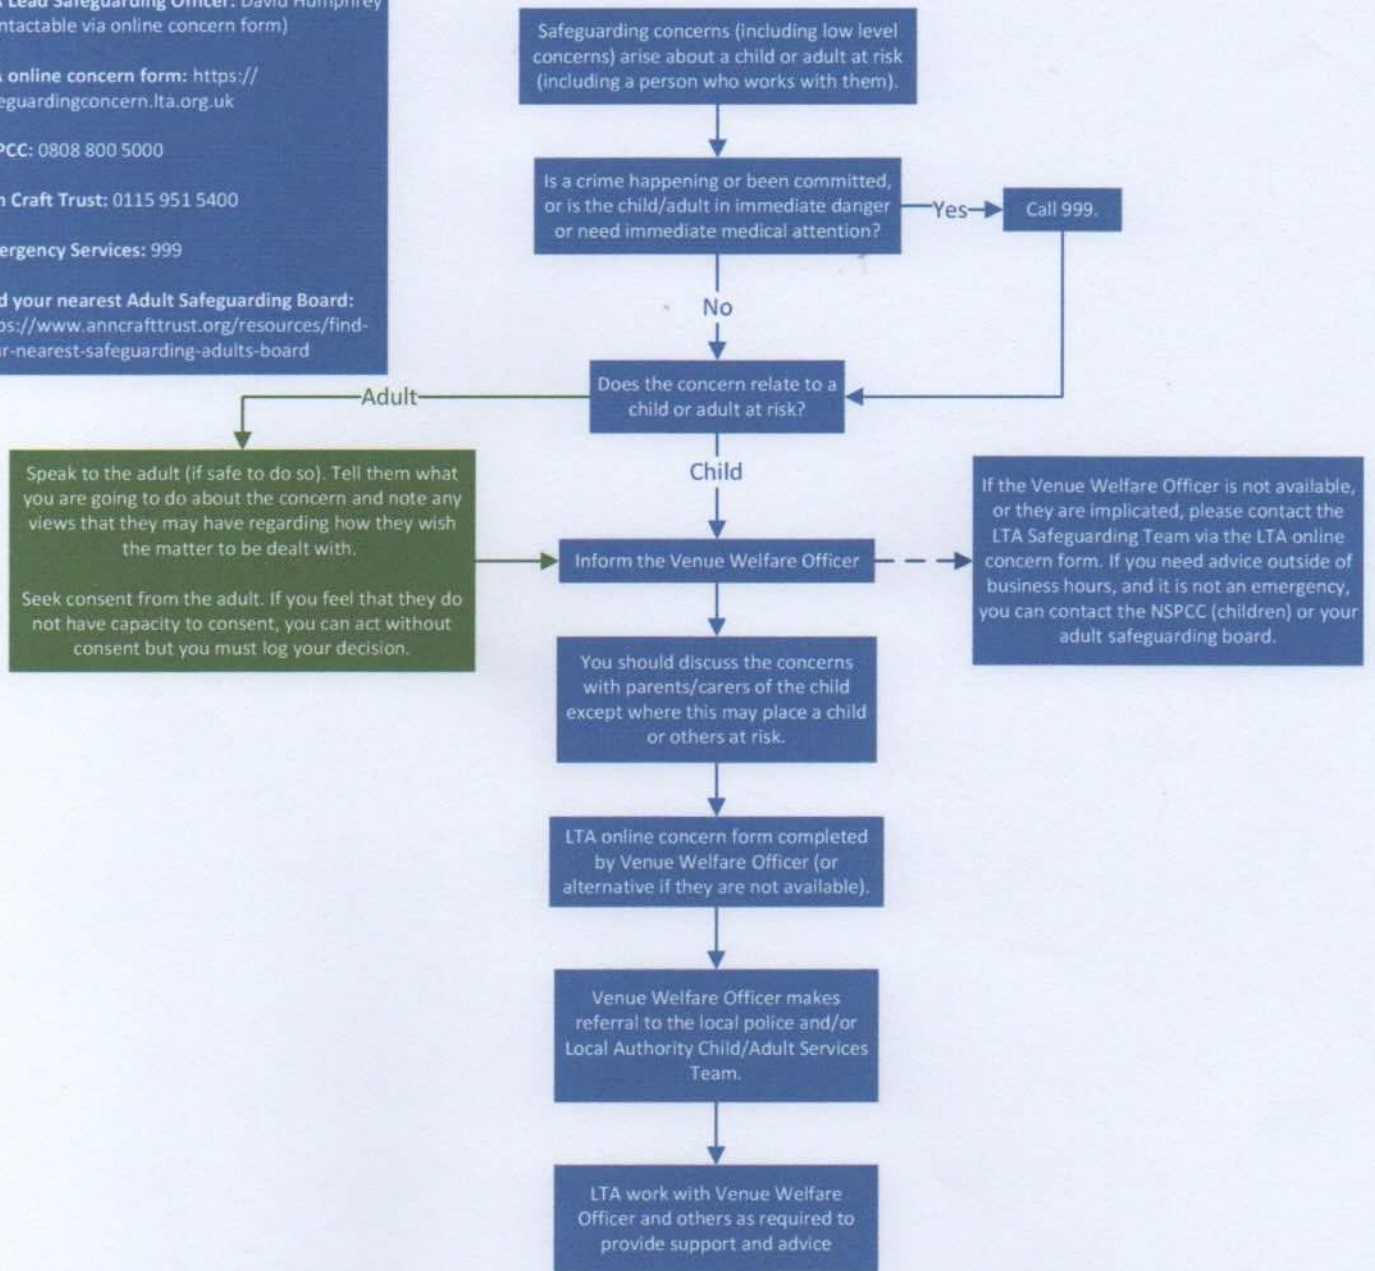 Lead Safeguarding Officer: David Humphrey
ntactable via online concern form)
online concern form: https://
eguardingconcern.lta.org.uk
PCC: 0808 800 5000
n Craft Trust: 0115 951 5400
ergency Services: 999
d your nearest Adult Safeguarding Board:
ps://www.anncrafttrust.org/resources/find-
ur-nearest-safeguarding-adults-board
Safeguarding concerns (including low level
concerns) arise about a child or adult at risk
(including a person who works with them).
Is a crime happening or been committed,
or is the child/adult in immediate danger
or need immediate medical attention?
Yes
Call 999.
No
Does the concern relate to a
child or adult at risk?
Adult
Speak to the adult (if safe to do so). Tell them what
you are going to do about the concern and note any
views that they may have regarding how they wish
the matter to be dealt with.
Seek consent from the adult. If you feel that they do
not have capacity to consent, you can act without
consent but you must log your decision.
Child
Inform the Venue Welfare Officer
If the Venue Welfare Officer is not available,
or they are implicated, please contact the
LTA Safeguarding Team via the LTA online
concern form. If you need advice outside of
business hours, and it is not an emergency,
you can contact the NSPCC (children) or your
adult safeguarding board.
You should discuss the concerns
with parents/carers of the child
except where this may place a child
or others at risk.
LTA online concern form completed
by Venue Welfare Officer (or
alternative if they are not available).
Venue Welfare Officer makes
referral to the local police and/or
Local Authority Child/Adult Services
Team.
LTA work with Venue Welfare
Officer and others as required to
provide support and advice